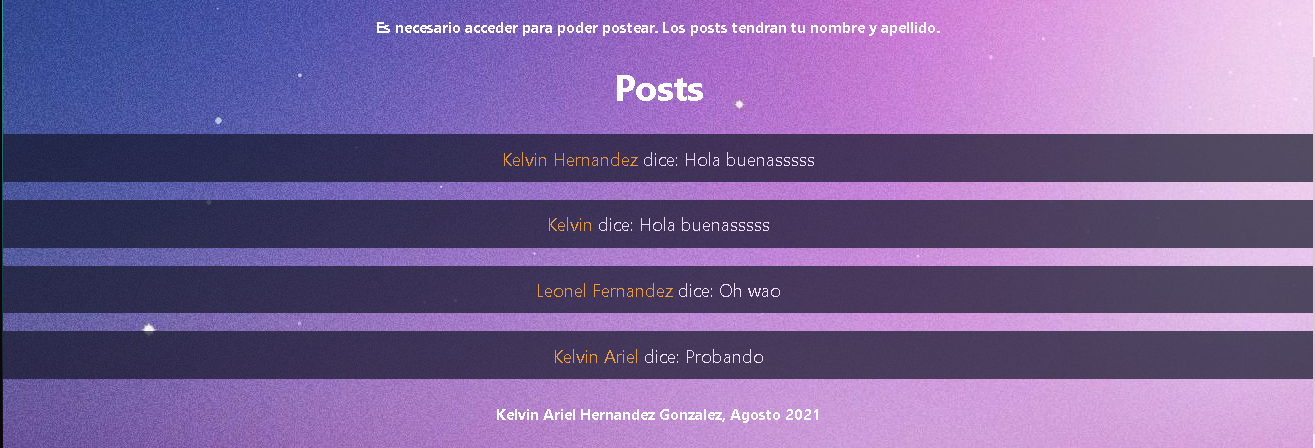 Es necesario acceder para poder postear. Los posts tendran tu nombre y apellido.
Posts
Kelvin Hernandez dice: Hola buenasssss
Kelvin dice: Hola buenasssss
Leonel Fernandez dice: Oh wao
Kelvin Ariel dice: Probando
Kelvin Ariel Hernandez Gonzalez, Agosto 2021